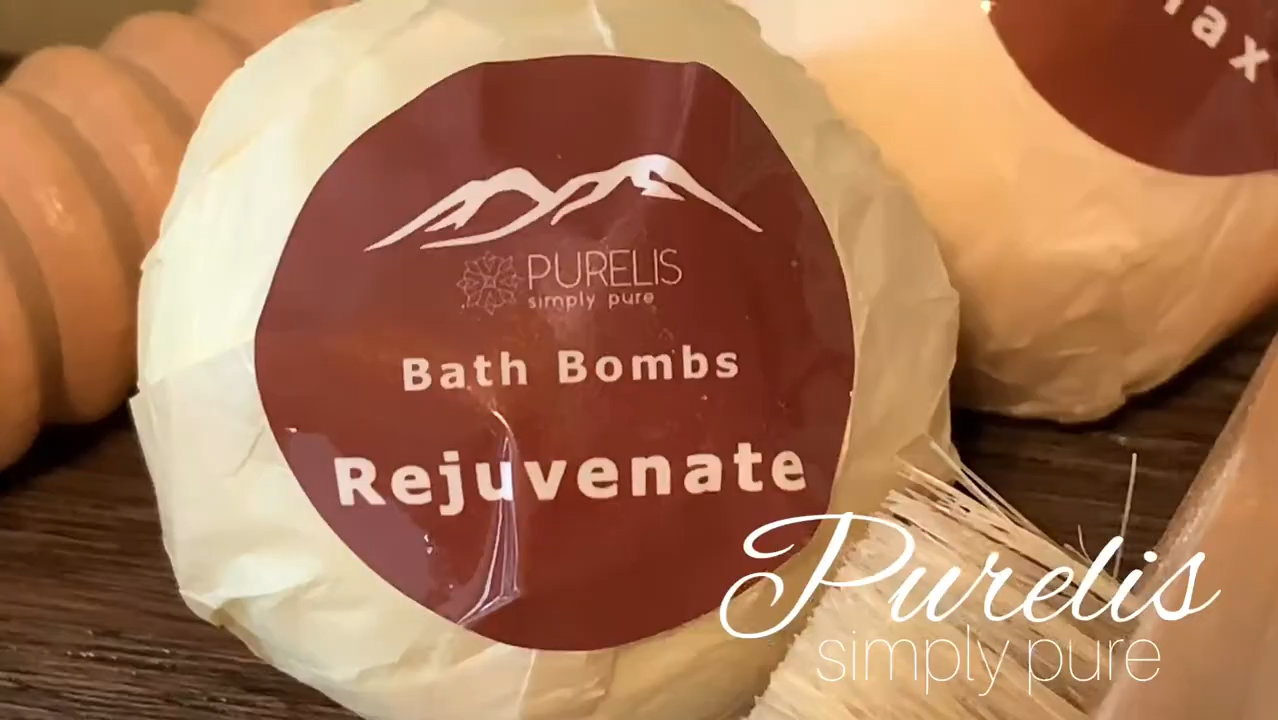 PURELIS
simply pure
Bath Bombs
Rejuvenate
Purelis
simply pure